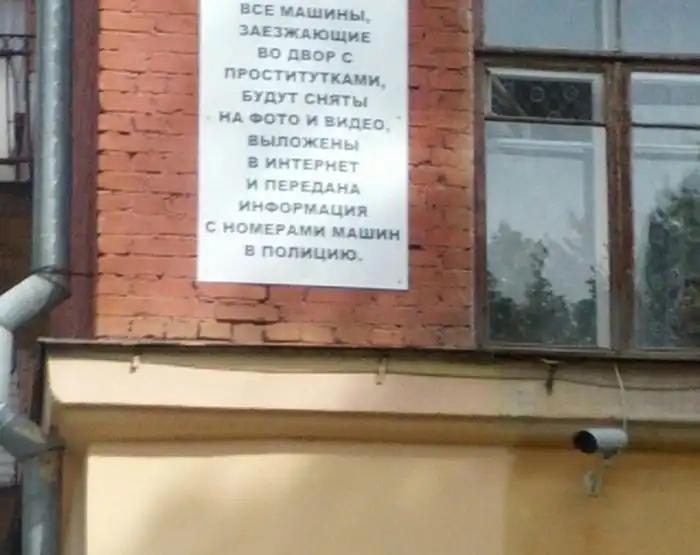 ВСЕ МАШИНЫ,
ЗАЕЗЖАЮЩИЕ
ВО ДВОР С
ПРОСТИТУТКАМИ,
БУДУТ СНЯТЫ
НА ФОТО И ВИДЕО,
ВЫЛОЖЕНЫ
В ИНТЕРНЕТ
И ПЕРЕДАНА
ИНФОРМАЦИЯ
С НОМЕРАМИ МАШИН
В ПОЛИЦИЮ.